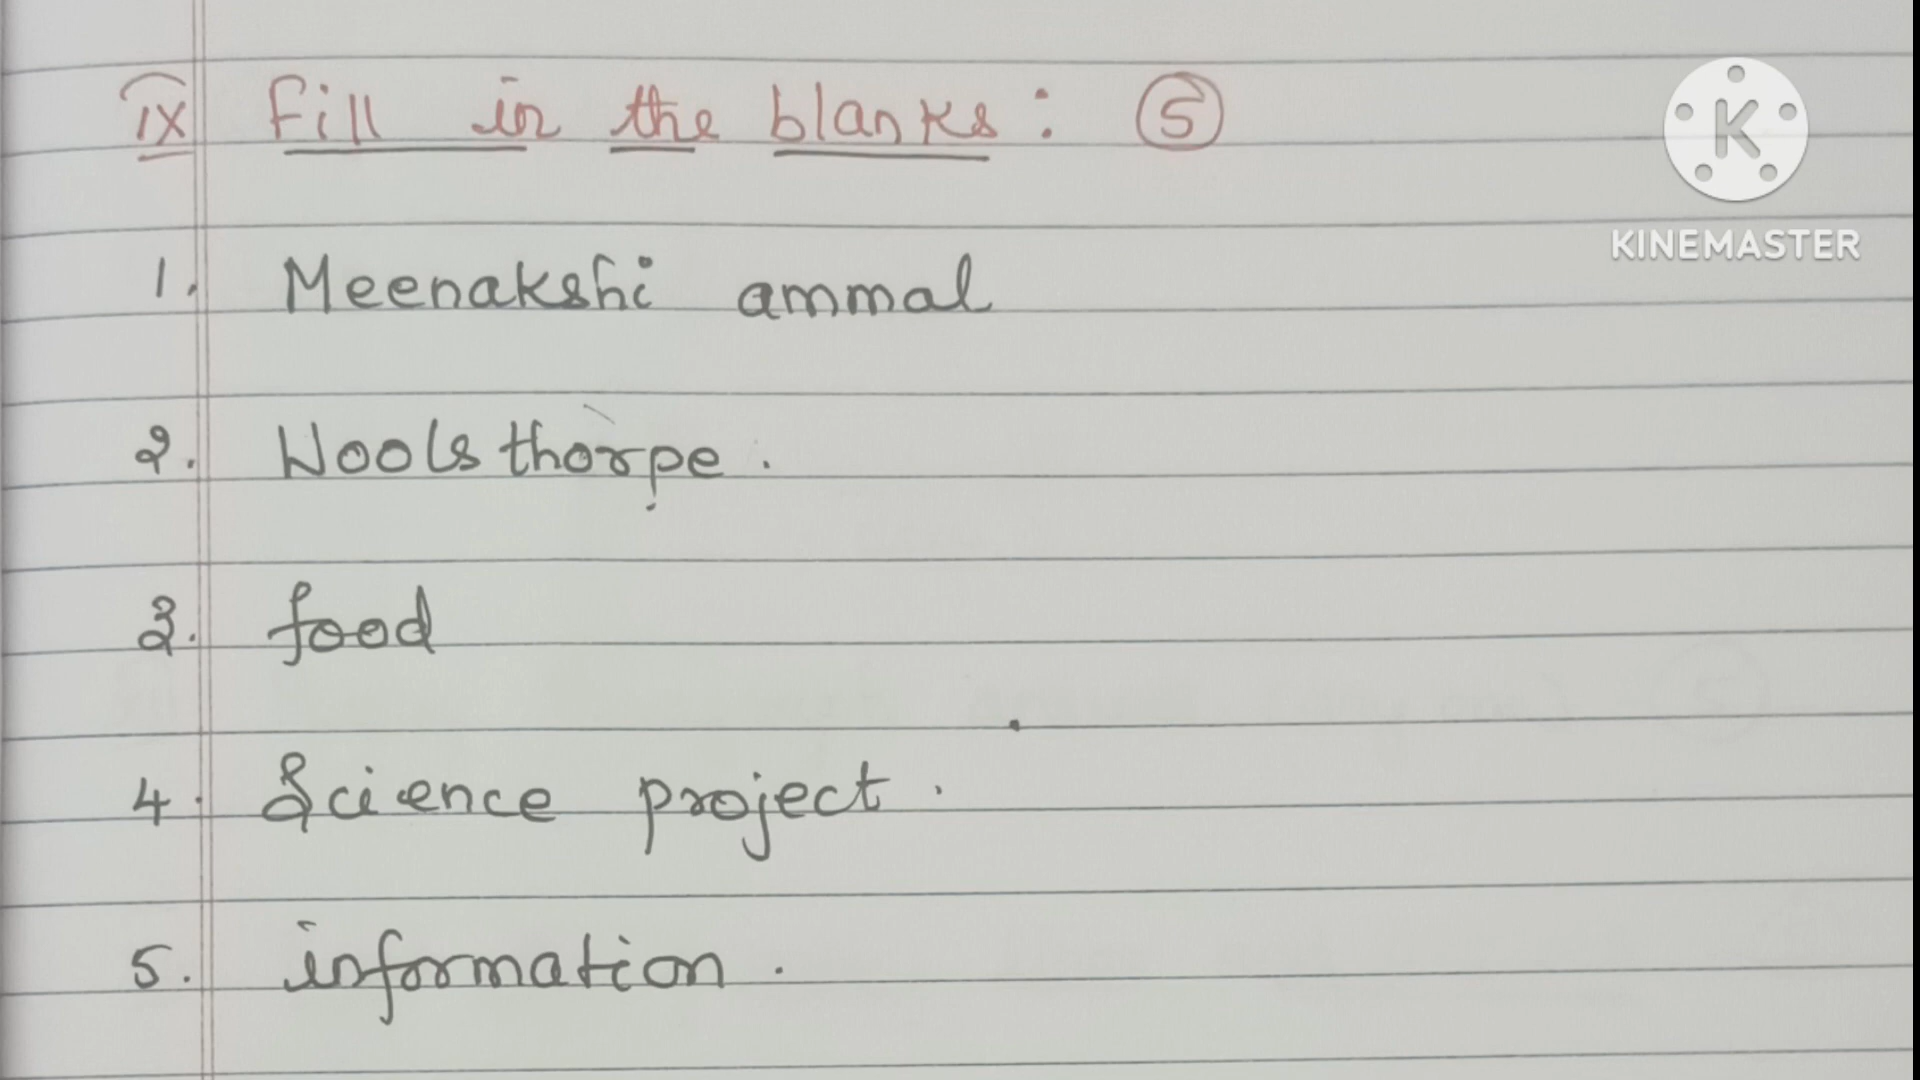 IX Fill in the blanks: 5
K
KINEMASTER
1. Meenakshi ammal
2. Woolsthorpe.
3. food
4. Science project.
5. information.